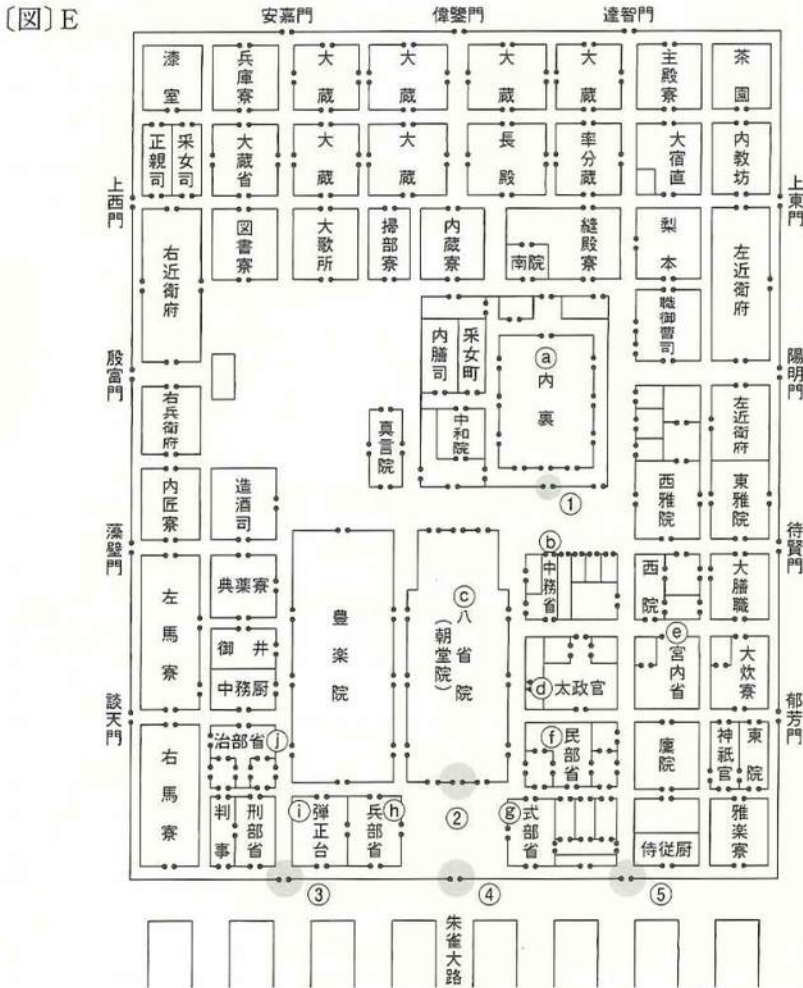 〔図〕E
安嘉門 偉鑒門 達智門
漆室 兵庫寮 大蔵 大蔵 大蔵 大蔵 主殿寮 茶園
正親司 采女司 大蔵省 大蔵 大蔵 長殿 率分蔵 大宿直 内教坊
上西門 上東門
右近衛府 図書寮 大歌所 掃部寮 内蔵寮 南院 縫殿寮 梨本 左近衛府
職御曹司
内膳司 采女町 ⓐ内裏
殷富門 陽明門
右兵衛府 真言院 中和院 左近衛府
内匠寮 造酒司 西雅院 東雅院
①
藻壁門 待賢門
左馬寮 典薬寮 豊楽院 ⓒ八省院(朝堂院) ⓑ中務省 西院 大膳職
御井 ⓓ太政官 ⓔ宮内省 大炊寮
中務厨
談天門 郁芳門
右馬寮 治部省ⓙ ⓕ民部省 廩院 神祇官 東院
判事 刑部省 ⓘ弾正台 兵部省ⓗ ② ⓖ式部省 侍従厨 雅楽寮
③ ④ ⑤
朱雀大路